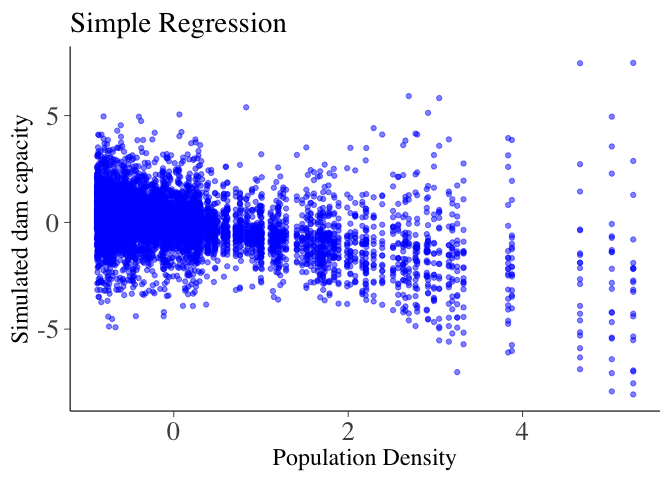 Simple Regression
Simulated dam capacity
5
0
-5
0 2 4
Population Density